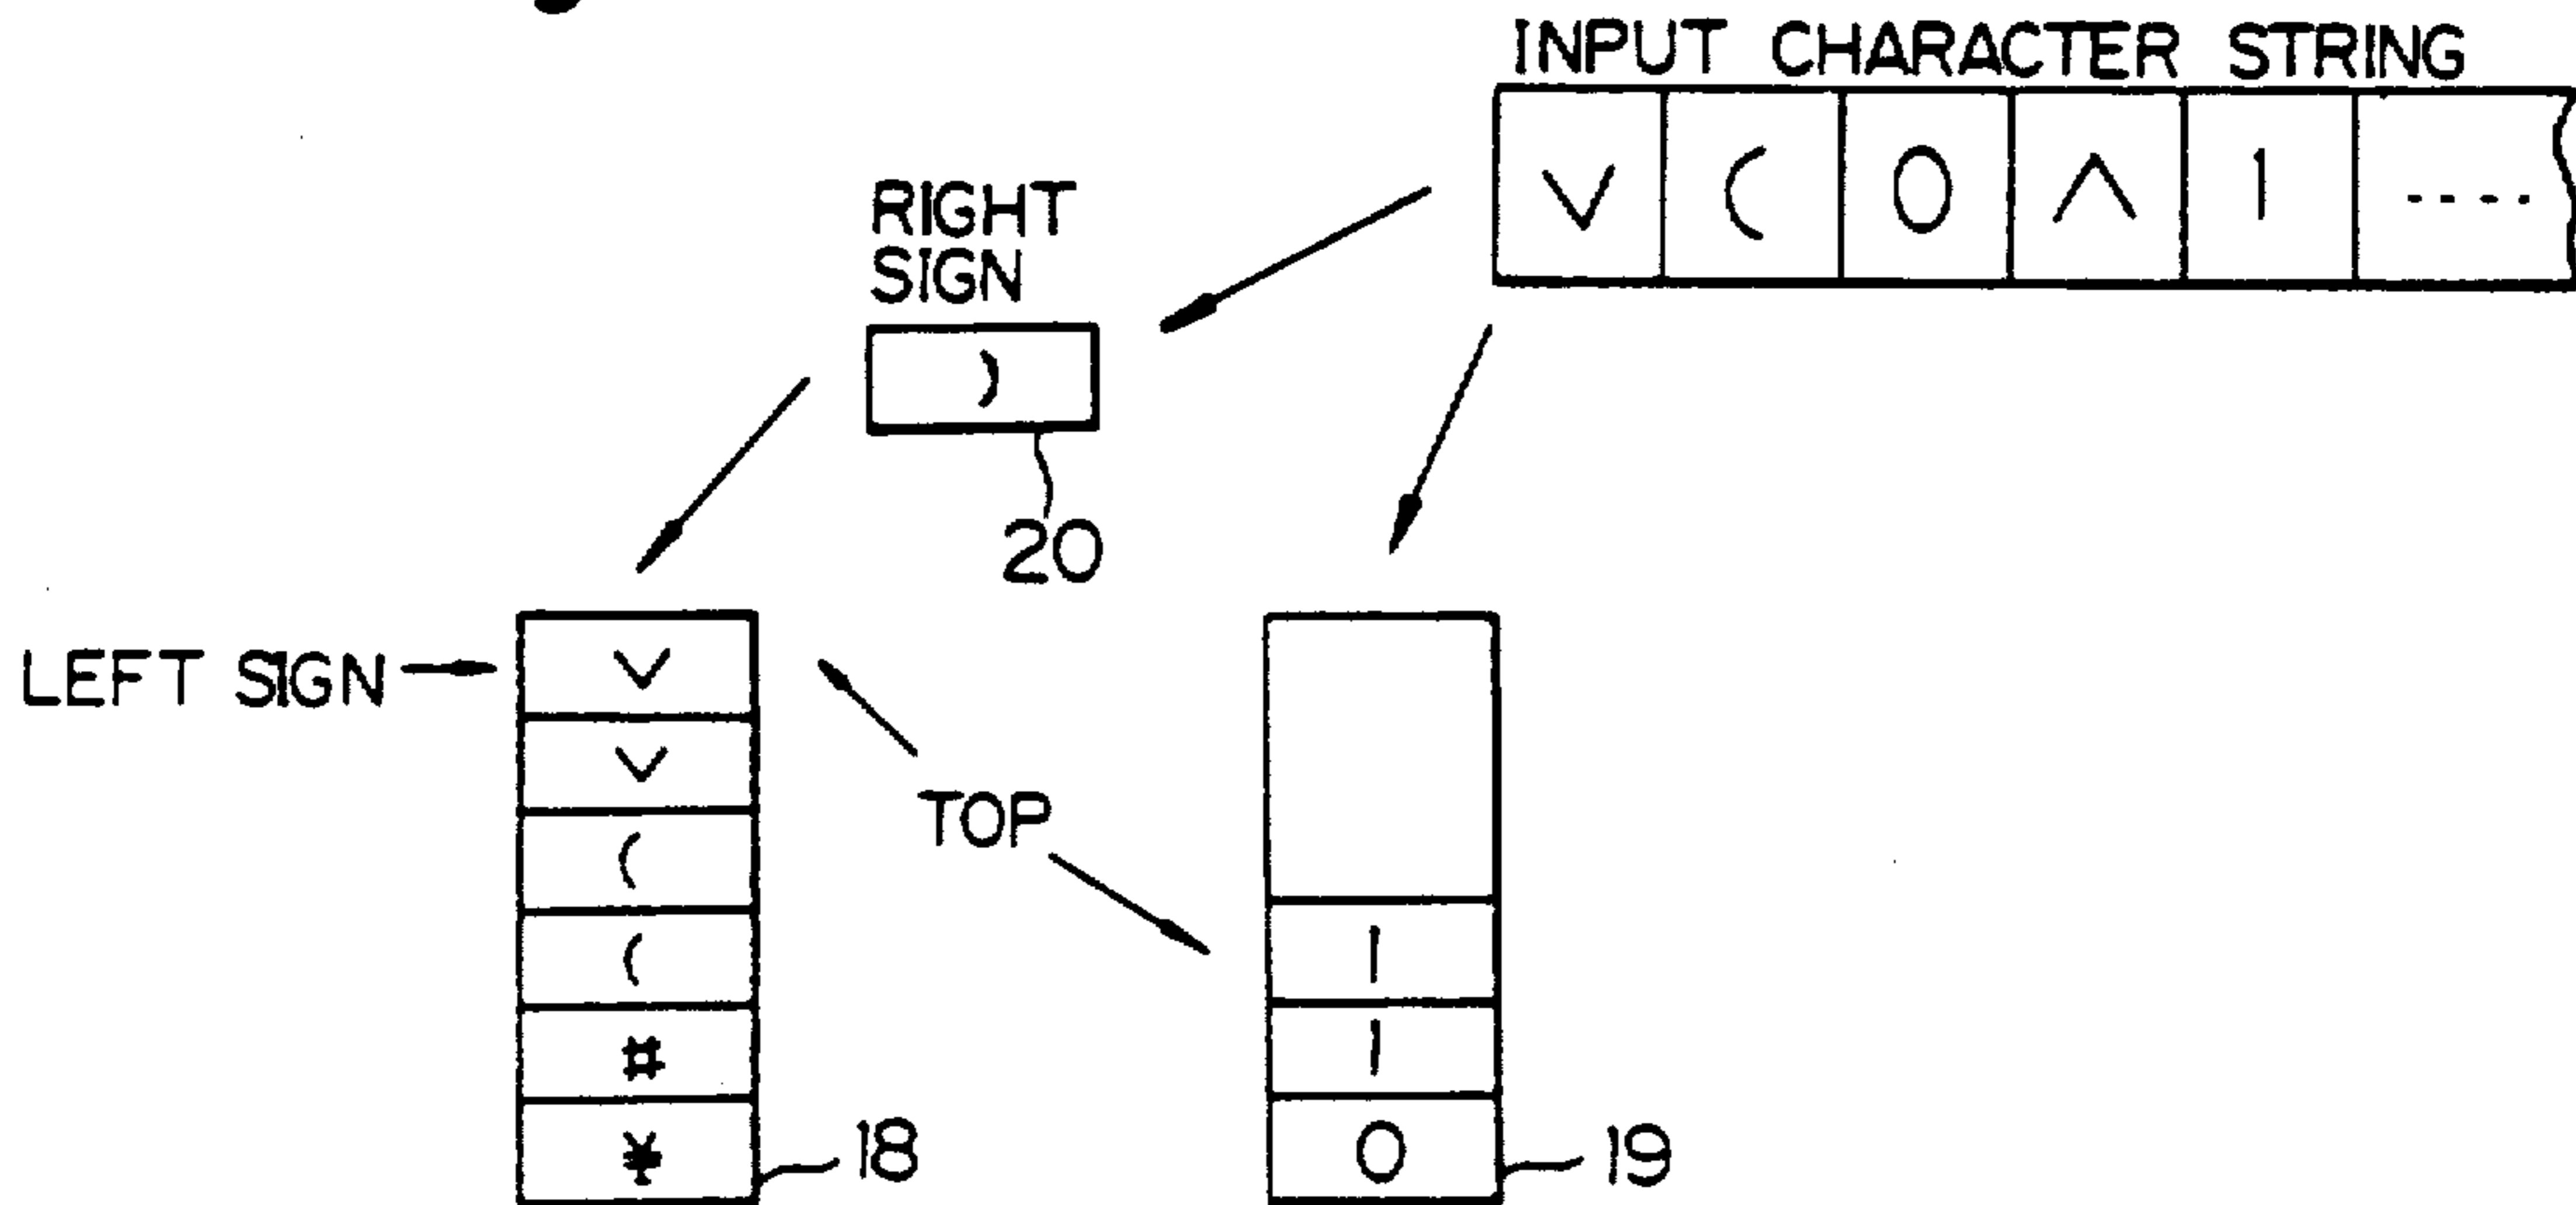 INPUT CHARACTER STRING
∨ ( 0 ∧ 1 ----
RIGHT
SIGN
)
20
LEFT SIGN
∨
∨
(
(
#
¥
18
TOP
1
1
0
19